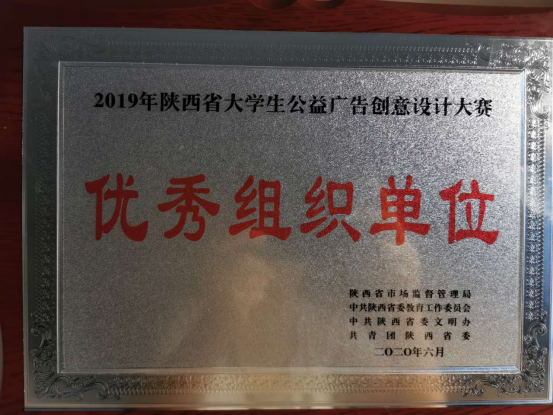 2019年陕西省大学生公益广告创意设计大赛
优秀组织单位
陕西省市场监督管理局
中共陕西省委教育工作委员会
中共陕西省委文明办
共青团陕西省委
二〇二〇年六月